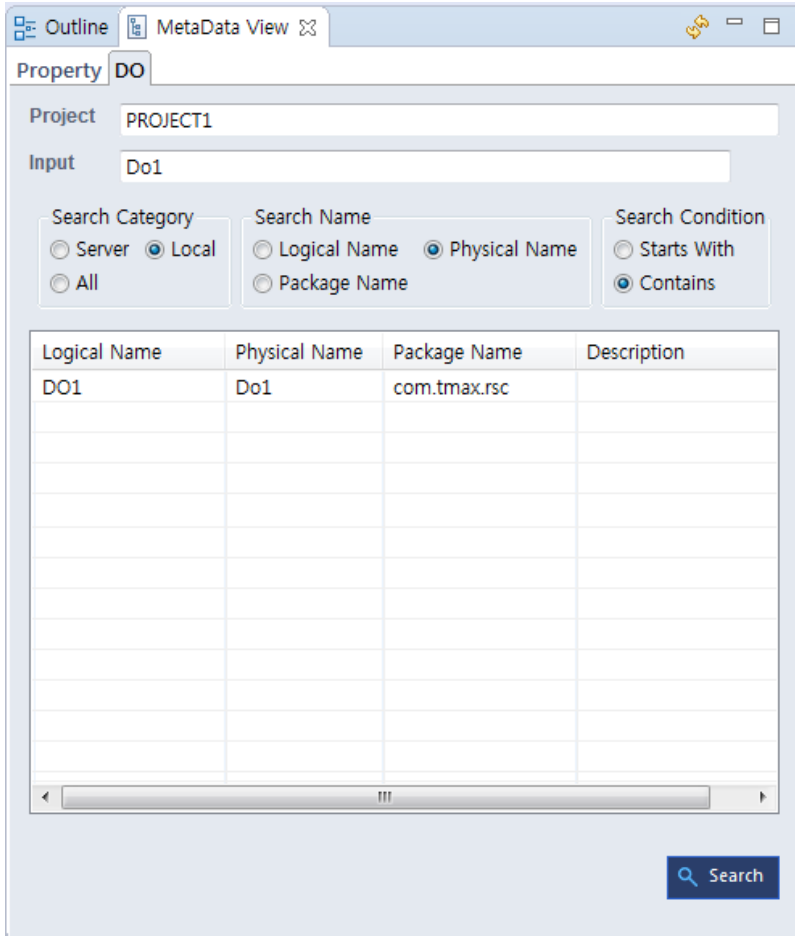 Outline MetaData View
Property DO
Project PROJECT1
Input Do1
Search Category Search Name Search Condition
Server Local Logical Name Physical Name Starts With
All Package Name Contains
Logical Name Physical Name Package Name Description
DO1 Do1 com.tmax.rsc
Search